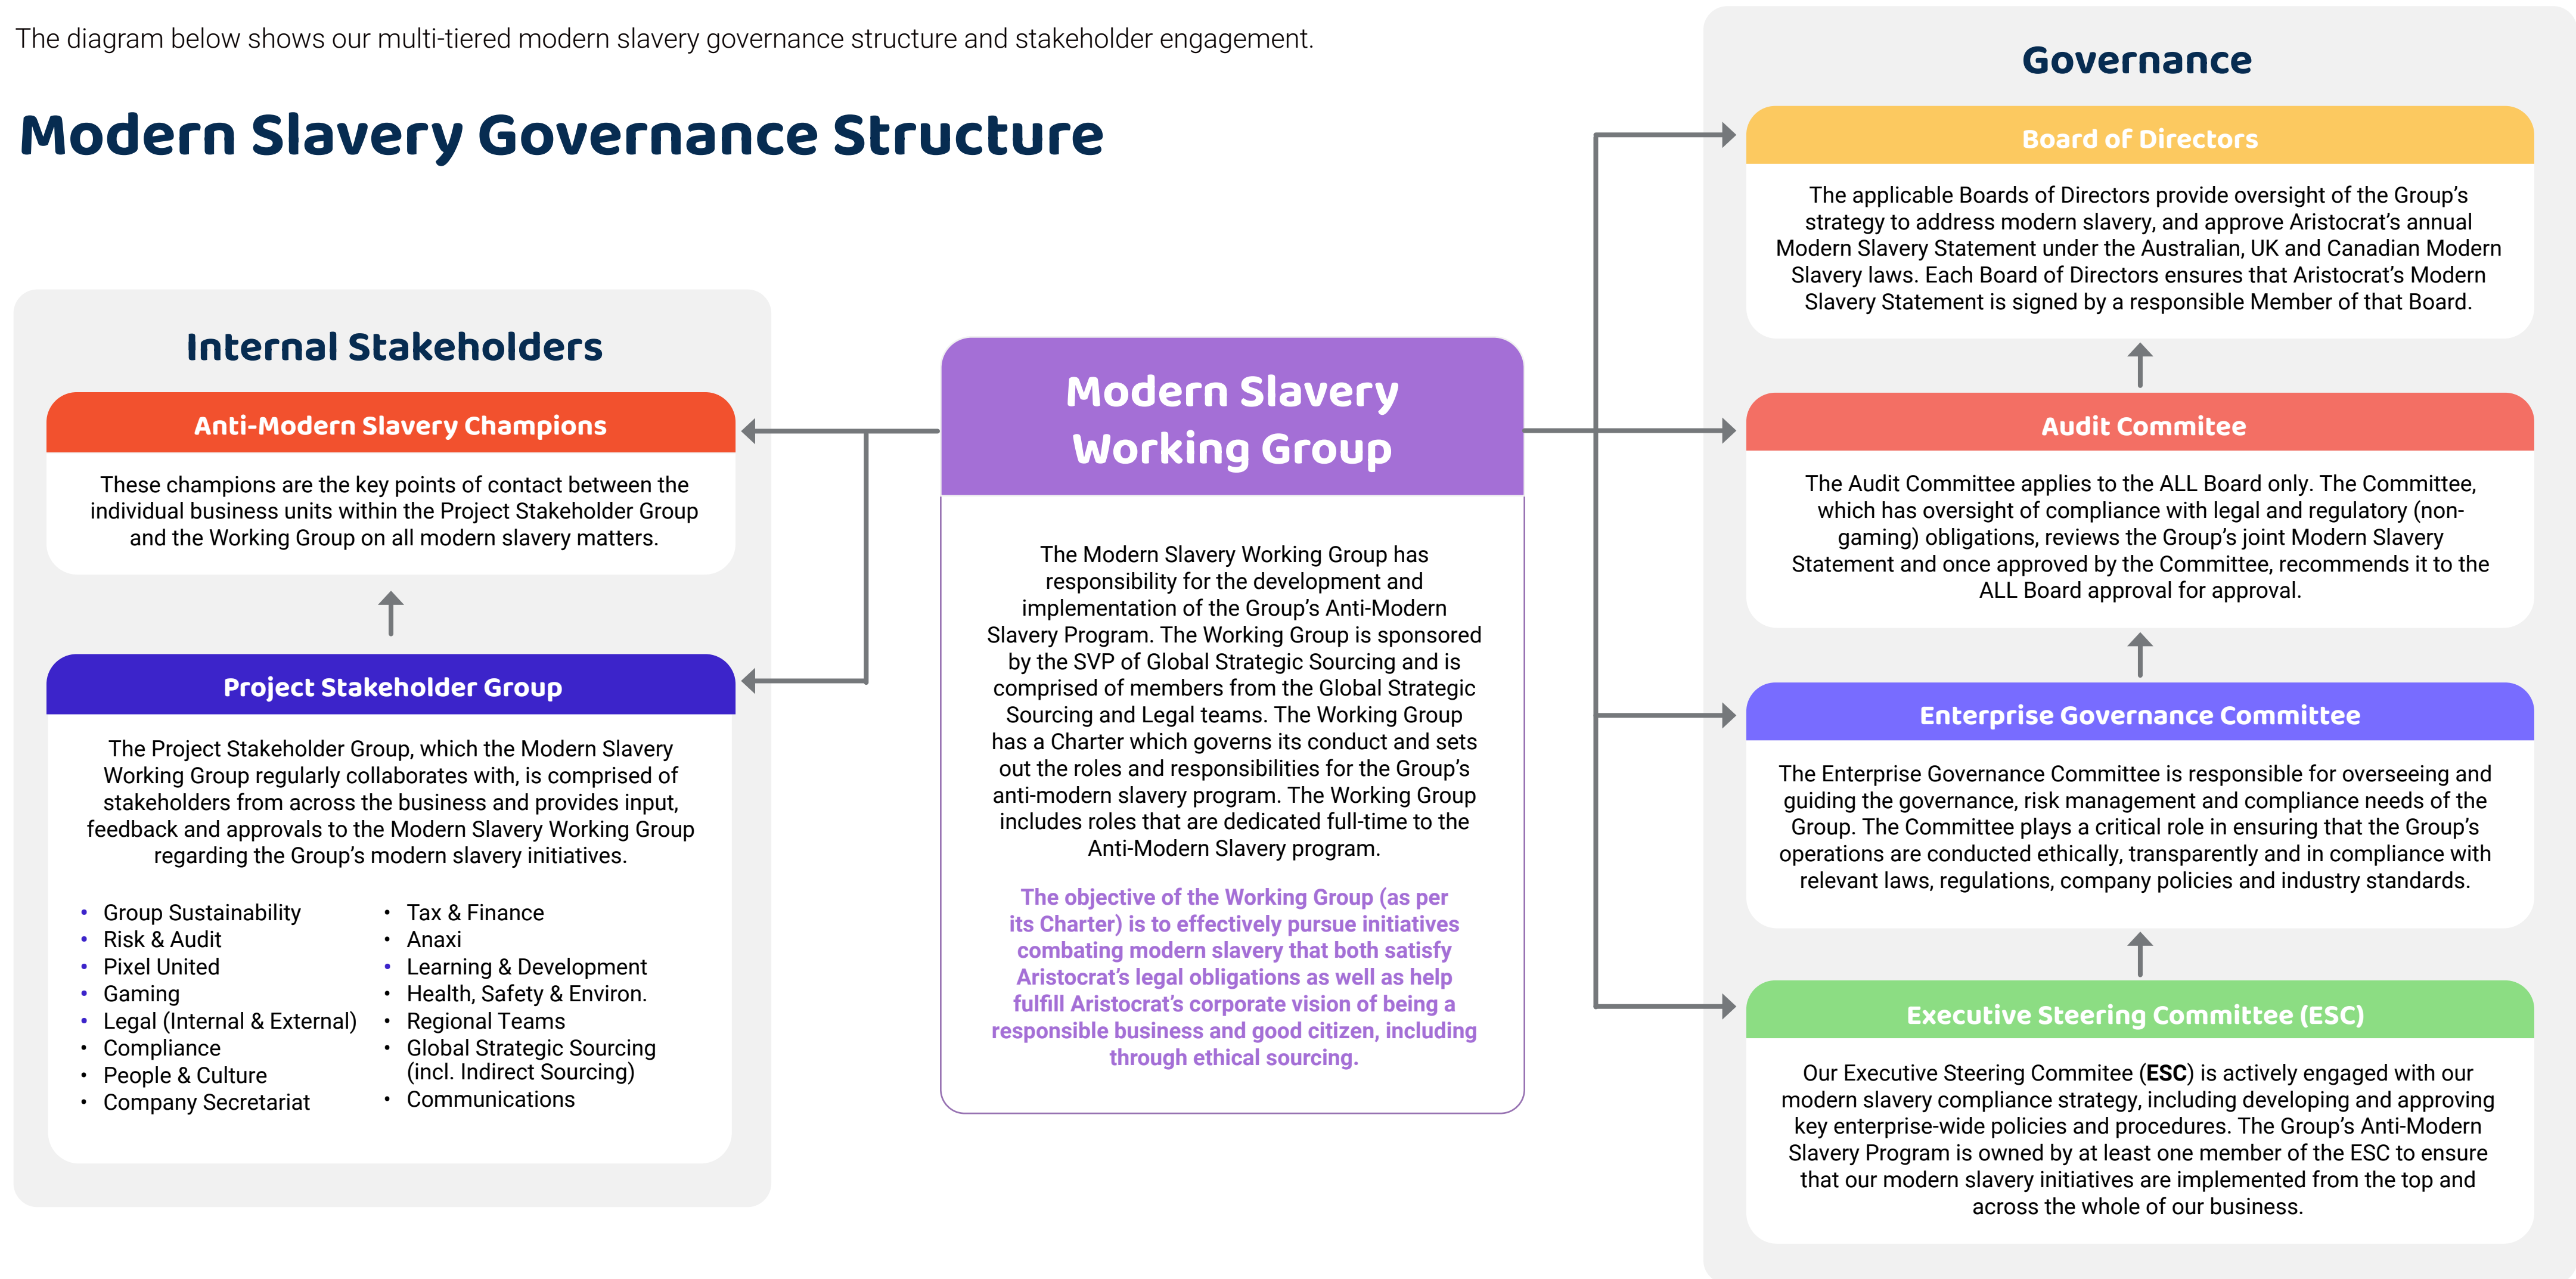 The diagram below shows our multi-tiered modern slavery governance structure and stakeholder engagement.
Modern Slavery Governance Structure
Internal Stakeholders
Anti-Modern Slavery Champions
These champions are the key points of contact between the
individual business units within the Project Stakeholder Group
and the Working Group on all modern slavery matters.
Project Stakeholder Group
The Project Stakeholder Group, which the Modern Slavery
Working Group regularly collaborates with, is comprised of
stakeholders from across the business and provides input,
feedback and approvals to the Modern Slavery Working Group
regarding the Group's modern slavery initiatives.
• Group Sustainability
• Risk & Audit
• Pixel United
• Gaming
• Legal (Internal & External)
• Compliance
• People & Culture
• Company Secretariat
• Tax & Finance
• Anaxi
• Learning & Development
• Health, Safety & Environ.
• Regional Teams
• Global Strategic Sourcing
(incl. Indirect Sourcing)
• Communications
Modern Slavery
Working Group
The Modern Slavery Working Group has
responsibility for the development and
implementation of the Group's Anti-Modern
Slavery Program. The Working Group is sponsored
by the SVP of Global Strategic Sourcing and is
comprised of members from the Global Strategic
Sourcing and Legal teams. The Working Group
has a Charter which governs its conduct and sets
out the roles and responsibilities for the Group's
anti-modern slavery program. The Working Group
includes roles that are dedicated full-time to the
Anti-Modern Slavery program.
The objective of the Working Group (as per
its Charter) is to effectively pursue initiatives
combating modern slavery that both satisfy
Aristocrat's legal obligations as well as help
fulfill Aristocrat's corporate vision of being a
responsible business and good citizen, including
through ethical sourcing.
Governance
Board of Directors
The applicable Boards of Directors provide oversight of the Group's
strategy to address modern slavery, and approve Aristocrat's annual
Modern Slavery Statement under the Australian, UK and Canadian Modern
Slavery laws. Each Board of Directors ensures that Aristocrat's Modern
Slavery Statement is signed by a responsible Member of that Board.
Audit Commitee
The Audit Committee applies to the ALL Board only. The Committee,
which has oversight of compliance with legal and regulatory (non-
gaming) obligations, reviews the Group's joint Modern Slavery
Statement and once approved by the Committee, recommends it to the
ALL Board approval for approval.
Enterprise Governance Committee
The Enterprise Governance Committee is responsible for overseeing and
guiding the governance, risk management and compliance needs of the
Group. The Committee plays a critical role in ensuring that the Group's
operations are conducted ethically, transparently and in compliance with
relevant laws, regulations, company policies and industry standards.
Executive Steering Committee (ESC)
Our Executive Steering Commitee (ESC) is actively engaged with our
modern slavery compliance strategy, including developing and approving
key enterprise-wide policies and procedures. The Group's Anti-Modern
Slavery Program is owned by at least one member of the ESC to ensure
that our modern slavery initiatives are implemented from the top and
across the whole of our business.